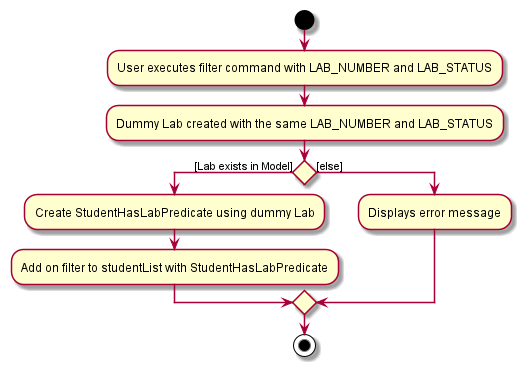 User executes filter command with LAB_NUMBER and LAB_STATUS
Dummy Lab created with the same LAB_NUMBER and LAB_STATUS
[Lab exists in Model]
[else]
Create StudentHasLabPredicate using dummy Lab
Displays error message
Add on filter to studentList with StudentHasLabPredicate